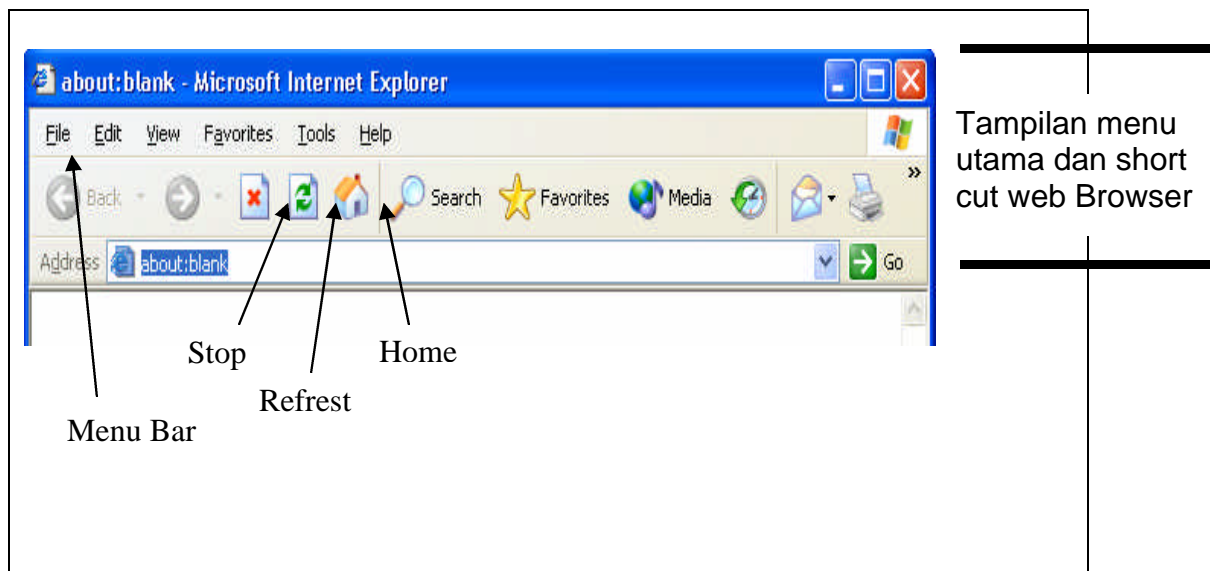 about:blank - Microsoft Internet Explorer
File Edit View Favorites Tools Help
Back Search Favorites Media »
Address about:blank Go
Tampilan menu
utama dan short
cut web Browser
Stop Home
Refrest
Menu Bar